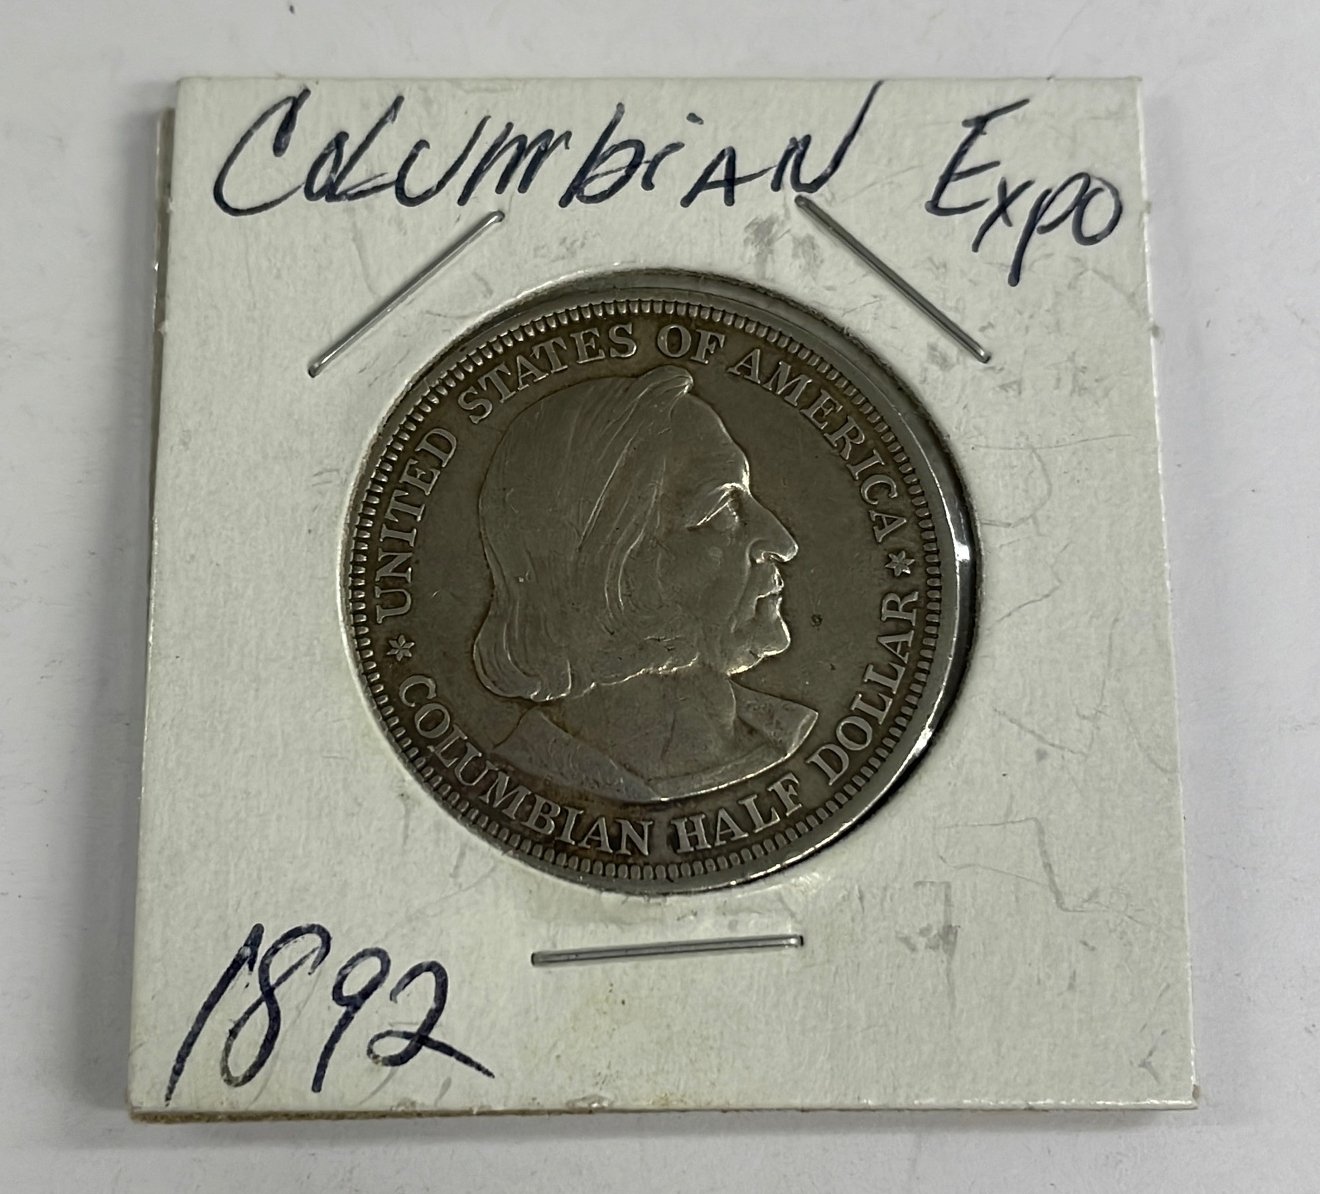 Columbian Expo
UNITED STATES OF AMERICA
COLUMBIAN HALF DOLLAR
1892